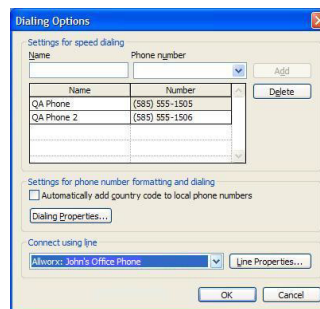 Dialing Options
Settings for speed dialing
Name Phone number
Add
Name Number
Delete
QA Phone (585) 555-1505
QA Phone 2 (585) 555-1506
Settings for phone number formatting and dialing
Automatically add country code to local phone numbers
Dialing Properties...
Connect using line
Allworx: John's Office Phone Line Properties...
OK Cancel